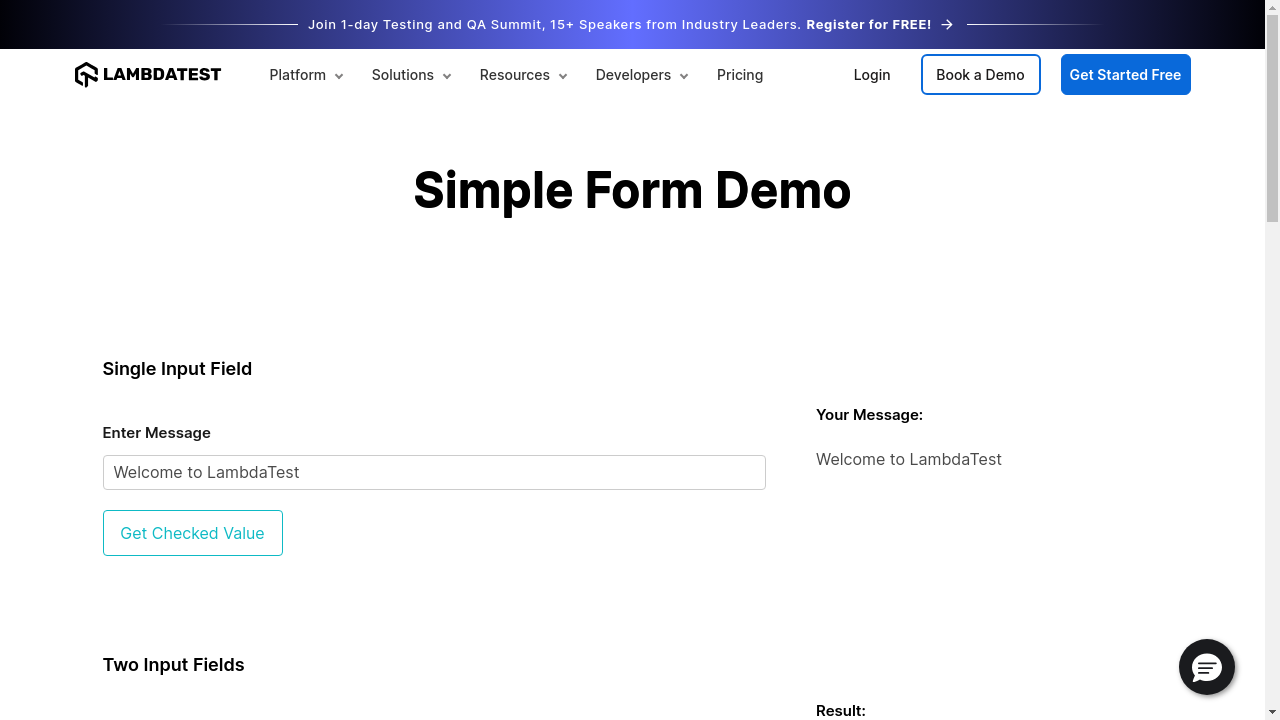 Join 1-day Testing and QA Summit, 15+ Speakers from Industry Leaders. Register for FREE!
LAMBDATEST
Platform
Solutions
Resources
Developers
Pricing
Login
Book a Demo
Get Started Free
Simple Form Demo
Single Input Field
Enter Message
Welcome to LambdaTest
Get Checked Value
Your Message:
Welcome to LambdaTest
Two Input Fields
Result: